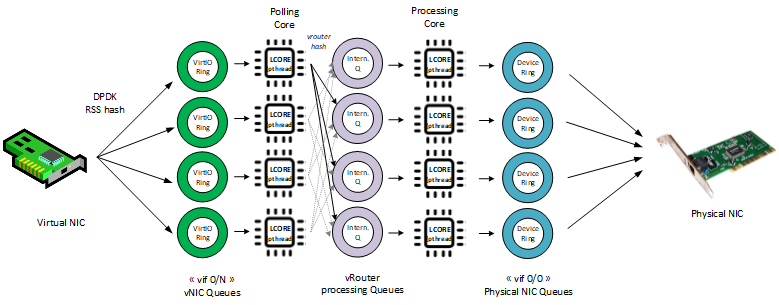 Polling
Core
Processing
Core
vrouter
hash
DPDK
RSS hash
VirtIO
Ring
LCORE
pthread
Intern.
Q
LCORE
pthread
Device
Ring
VirtIO
Ring
LCORE
pthread
Intern.
Q
LCORE
pthread
Device
Ring
VirtIO
Ring
LCORE
pthread
Intern.
Q
LCORE
pthread
Device
Ring
VirtIO
Ring
LCORE
pthread
Intern.
Q
LCORE
pthread
Device
Ring
Virtual NIC
Physical NIC
« vif 0/N »
vNIC Queues
vRouter
processing Queues
« vif 0/0 »
Physical NIC Queues